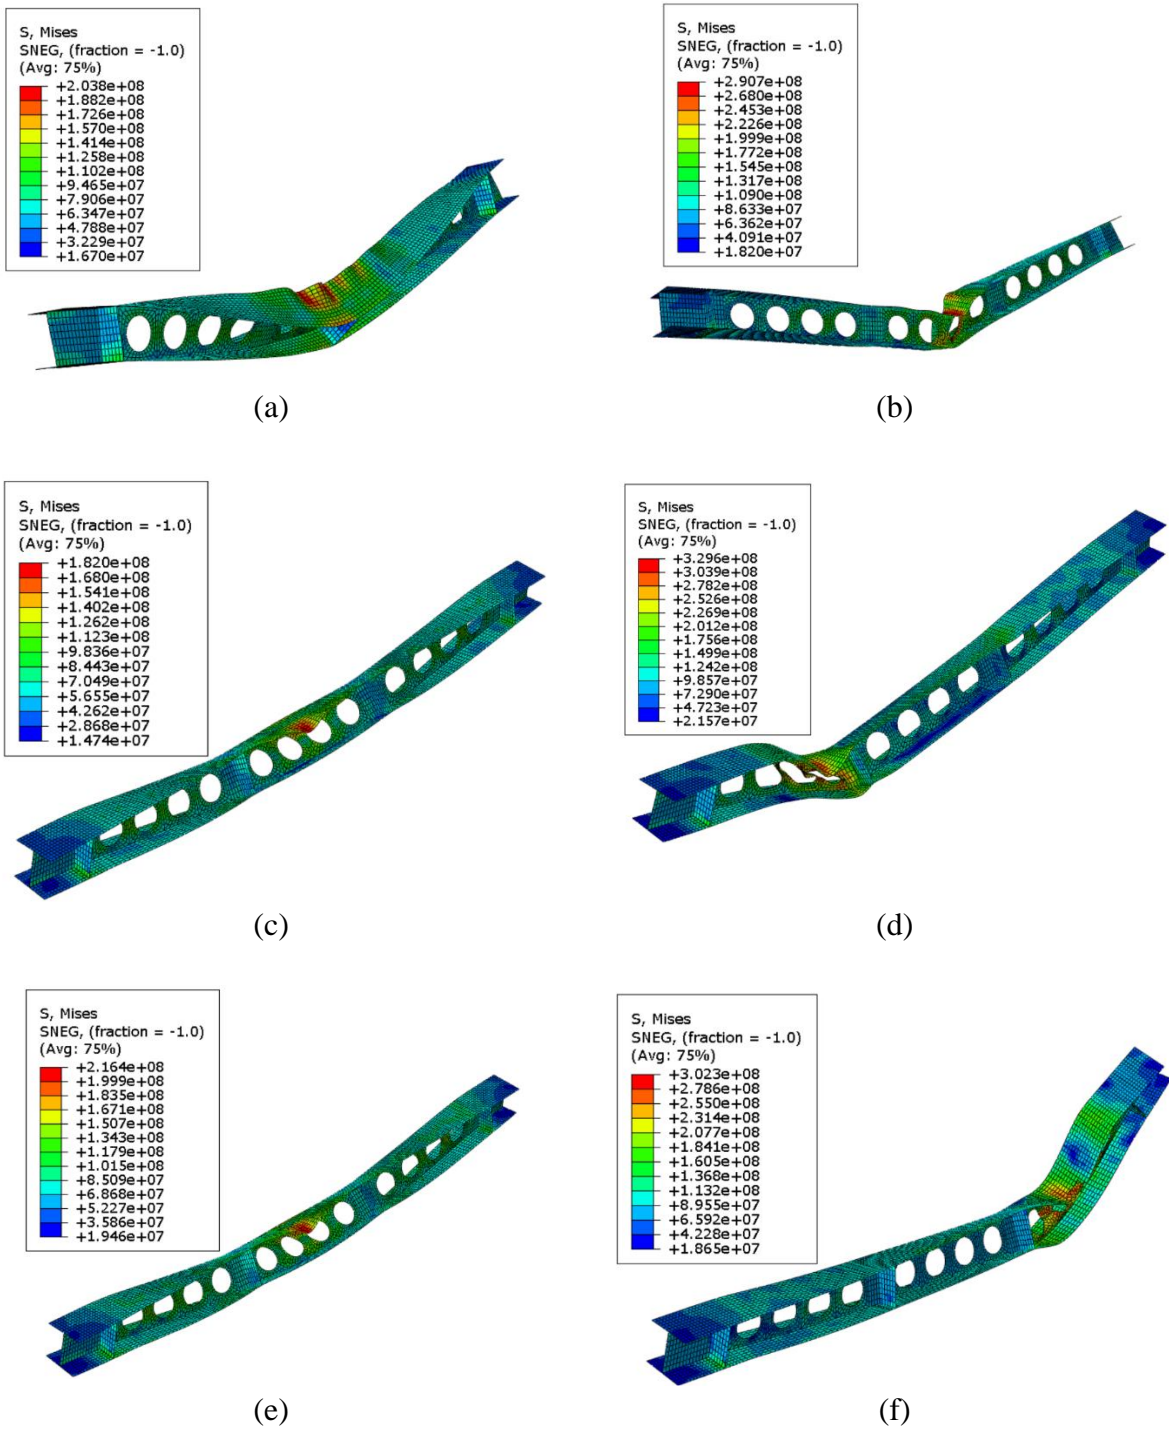 S, Mises
SNEG, (fraction = -1.0)
(Avg: 75%)
+2.038e+08
+1.882e+08
+1.726e+08
+1.570e+08
+1.414e+08
+1.258e+08
+1.102e+08
+9.465e+07
+7.906e+07
+6.347e+07
+4.788e+07
+3.229e+07
+1.670e+07
(a)
S, Mises
SNEG, (fraction = -1.0)
(Avg: 75%)
+2.907e+08
+2.680e+08
+2.453e+08
+2.226e+08
+1.999e+08
+1.772e+08
+1.545e+08
+1.317e+08
+1.090e+08
+8.633e+07
+6.362e+07
+4.091e+07
+1.820e+07
(b)
S, Mises
SNEG, (fraction = -1.0)
(Avg: 75%)
+1.820e+08
+1.680e+08
+1.541e+08
+1.402e+08
+1.262e+08
+1.123e+08
+9.836e+07
+8.443e+07
+7.049e+07
+5.655e+07
+4.262e+07
+2.868e+07
+1.474e+07
(c)
S, Mises
SNEG, (fraction = -1.0)
(Avg: 75%)
+3.296e+08
+3.039e+08
+2.782e+08
+2.526e+08
+2.269e+08
+2.012e+08
+1.756e+08
+1.499e+08
+1.242e+08
+9.857e+07
+7.290e+07
+4.723e+07
+2.157e+07
(d)
S, Mises
SNEG, (fraction = -1.0)
(Avg: 75%)
+2.164e+08
+1.999e+08
+1.835e+08
+1.671e+08
+1.507e+08
+1.343e+08
+1.179e+08
+1.015e+08
+8.509e+07
+6.868e+07
+5.227e+07
+3.586e+07
+1.946e+07
(e)
S, Mises
SNEG, (fraction = -1.0)
(Avg: 75%)
+3.023e+08
+2.786e+08
+2.550e+08
+2.314e+08
+2.077e+08
+1.841e+08
+1.605e+08
+1.368e+08
+1.132e+08
+8.955e+07
+6.592e+07
+4.228e+07
+1.865e+07
(f)